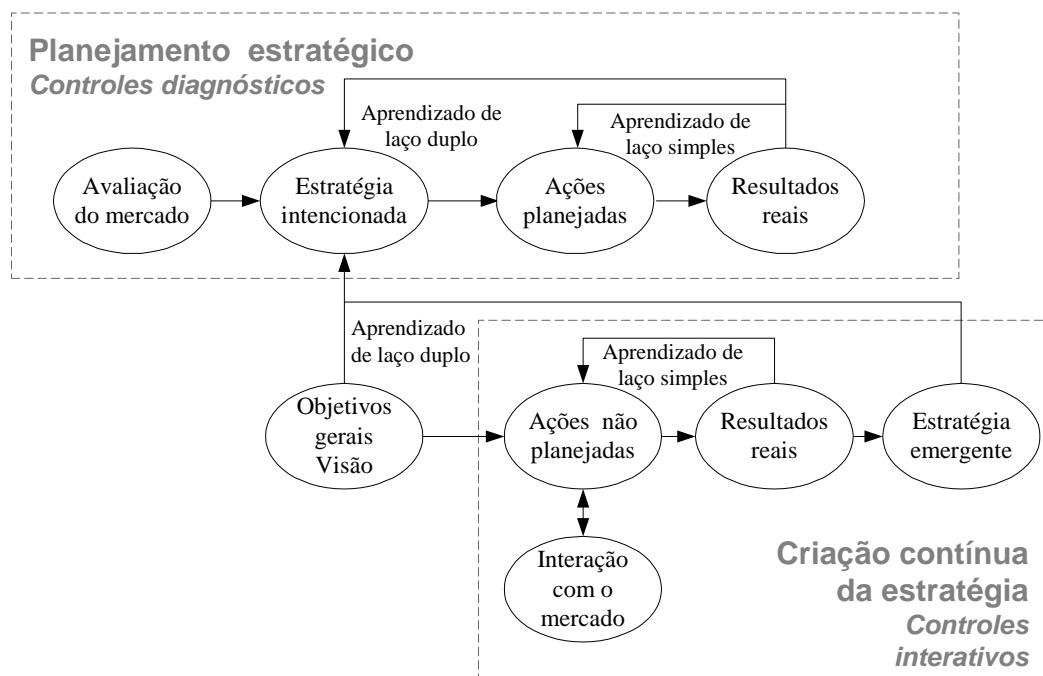 Planejamento estratégico
Controles diagnósticos
Aprendizado de
laço duplo
Aprendizado de
laço simples
Avaliação
do mercado
Estratégia
intencionada
Ações
planejadas
Resultados
reais
Aprendizado
de laço duplo
Aprendizado de
laço simples
Objetivos
gerais
Visão
Ações não
planejadas
Resultados
reais
Estratégia
emergente
Interação
com o
mercado
Criação contínua
da estratégia
Controles
interativos